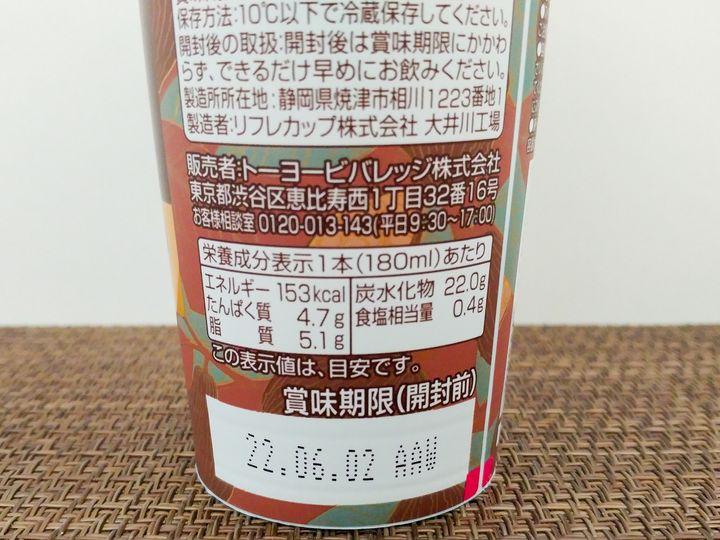 保存方法:10℃以下で冷蔵保存してください。
開封後の取扱:開封後は賞味期限にかかわ
らず、できるだけ早めにお飲みください。
製造所所在地:静岡県焼津市相川1223番地1
製造者:リフレカップ株式会社 大井川工場
販売者:トーヨービバレッジ株式会社
東京都渋谷区恵比寿西1丁目32番16号
お客様相談室 0120-013-143(平日9:30~17:00)
栄養成分表示1本(180ml)あたり
エネルギー 153kcal
たんぱく質 4.7g
脂質 5.1g
炭水化物 22.0g
食塩相当量 0.4g
この表示値は、目安です。
賞味期限(開封前)
22.06.02 AAW